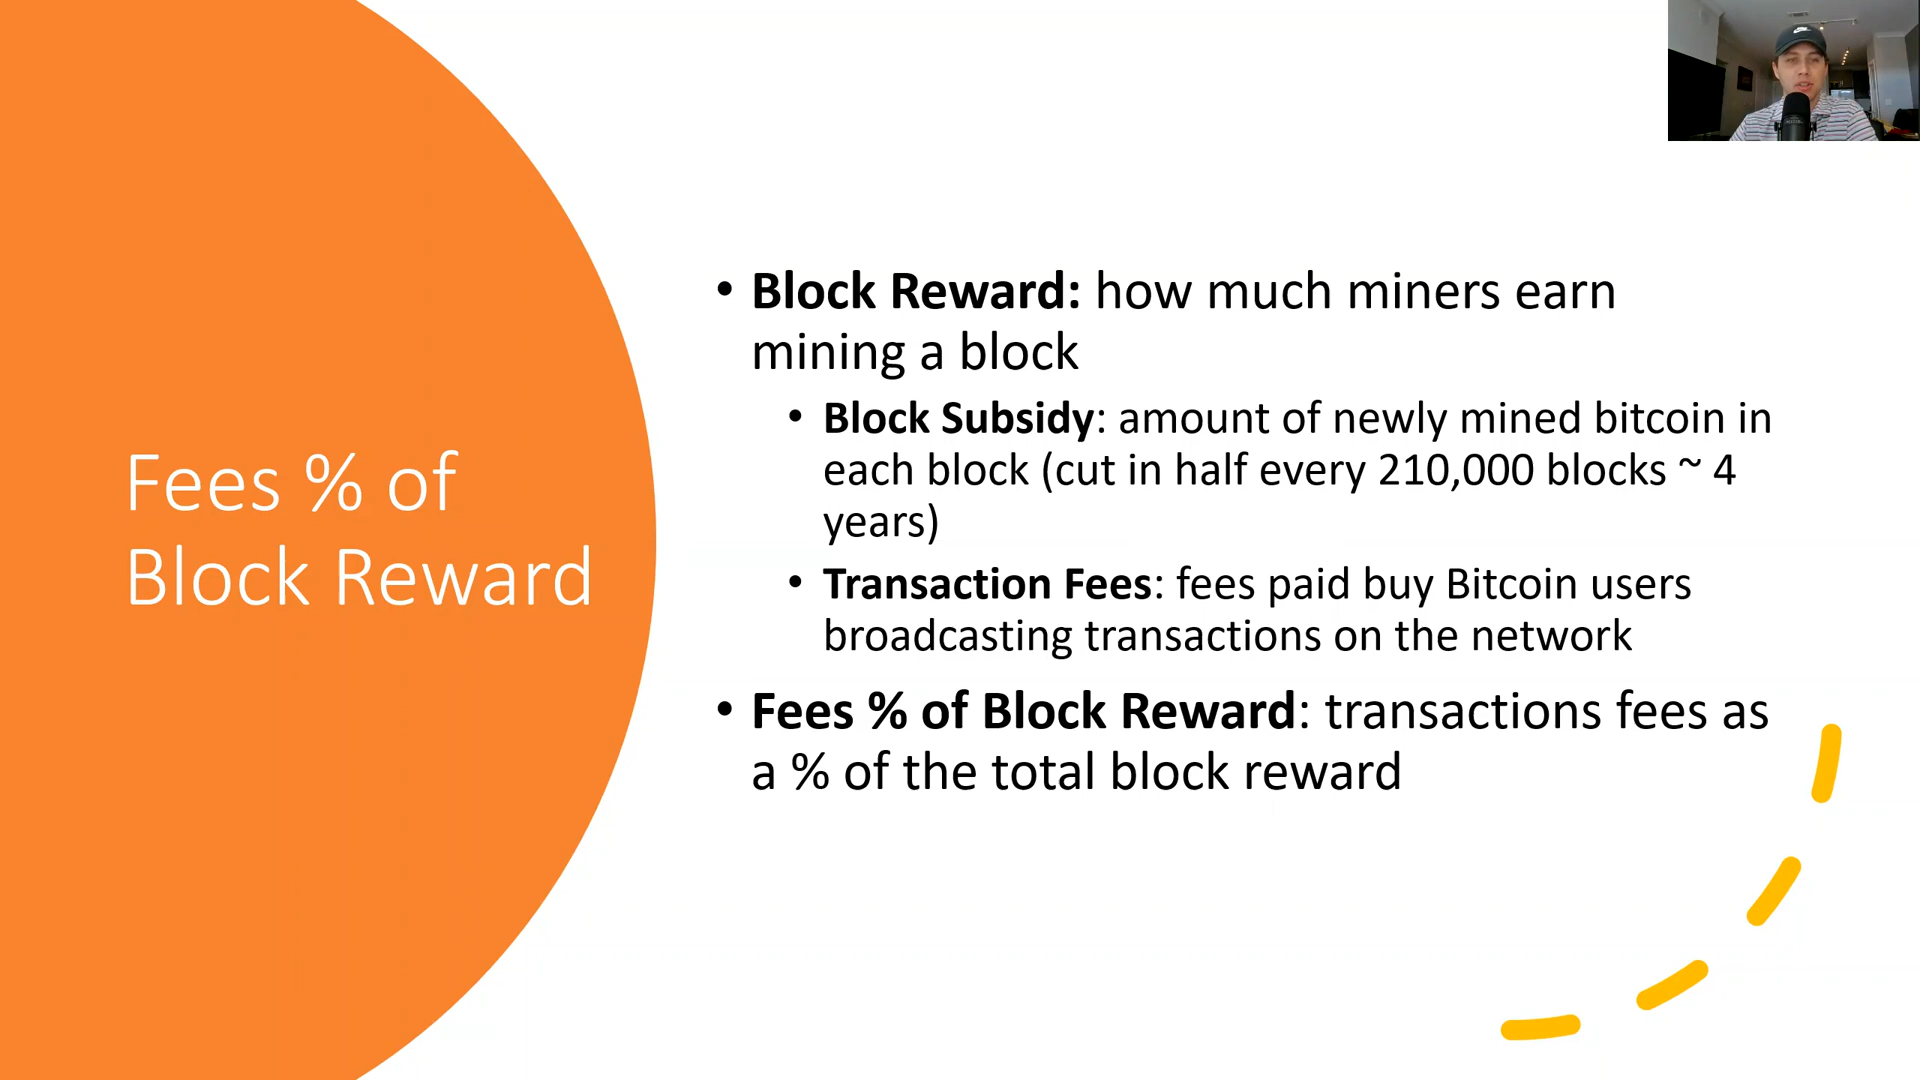 Fees % of
Block Reward
• Block Reward: how much miners earn
mining a block
• Block Subsidy: amount of newly mined bitcoin in
each block (cut in half every 210,000 blocks ~ 4
years)
• Transaction Fees: fees paid buy Bitcoin users
broadcasting transactions on the network
• Fees % of Block Reward: transactions fees as
a % of the total block reward